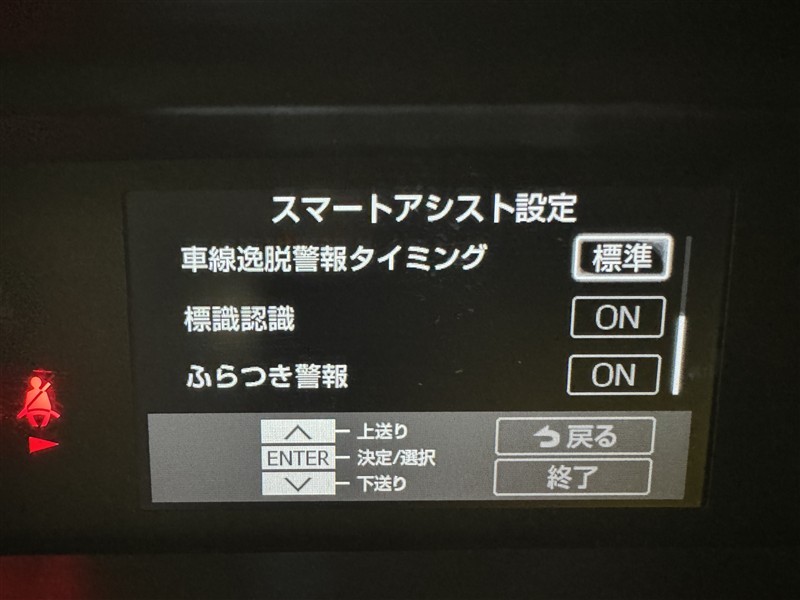 スマートアシスト設定
車線逸脱警報タイミング 標準
標識認識 ON
ふらつき警報 ON
上送り
ENTER 決定/選択
下送り
戻る
終了